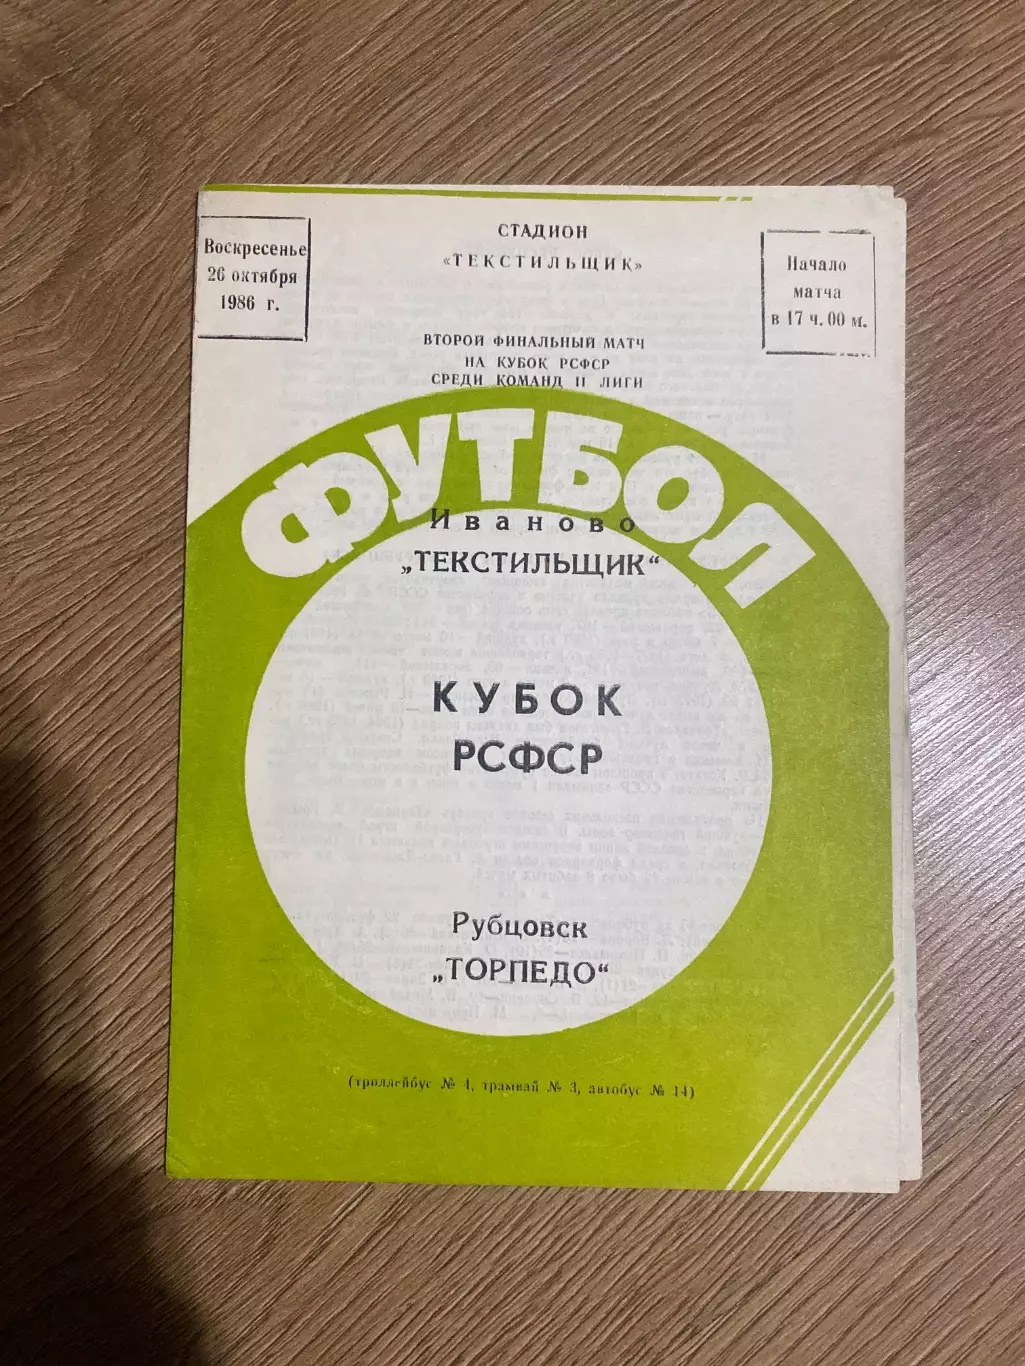 Воскресенье
26 октября
1986 г.
СТАДИОН
«ТЕКСТИЛЬЩИК»
Начало
матча
в 17 ч. 00 м.
ВТОРОЙ ФИНАЛЬНЫЙ МАТЧ
НА КУБОК РСФСР
СРЕДИ КОМАНД II ЛИГИ
ФУТБОЛ
Иваново
„ТЕКСТИЛЬЩИК“
КУБОК
РСФСР
Рубцовск
„ТОРПЕДО“
(троллейбус № 4, трамвай № 3, автобус № 14)